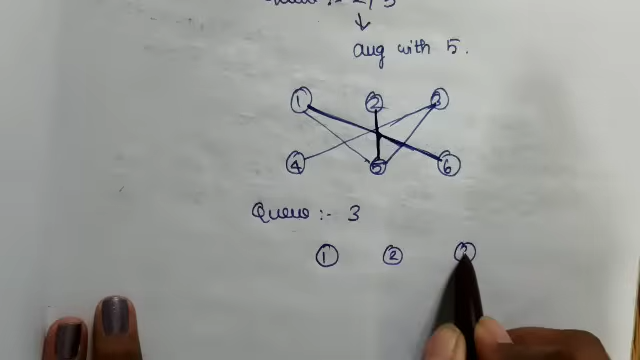 aug with 5.
1 2 3
4 5 6
Queue :- 3
1 2 3